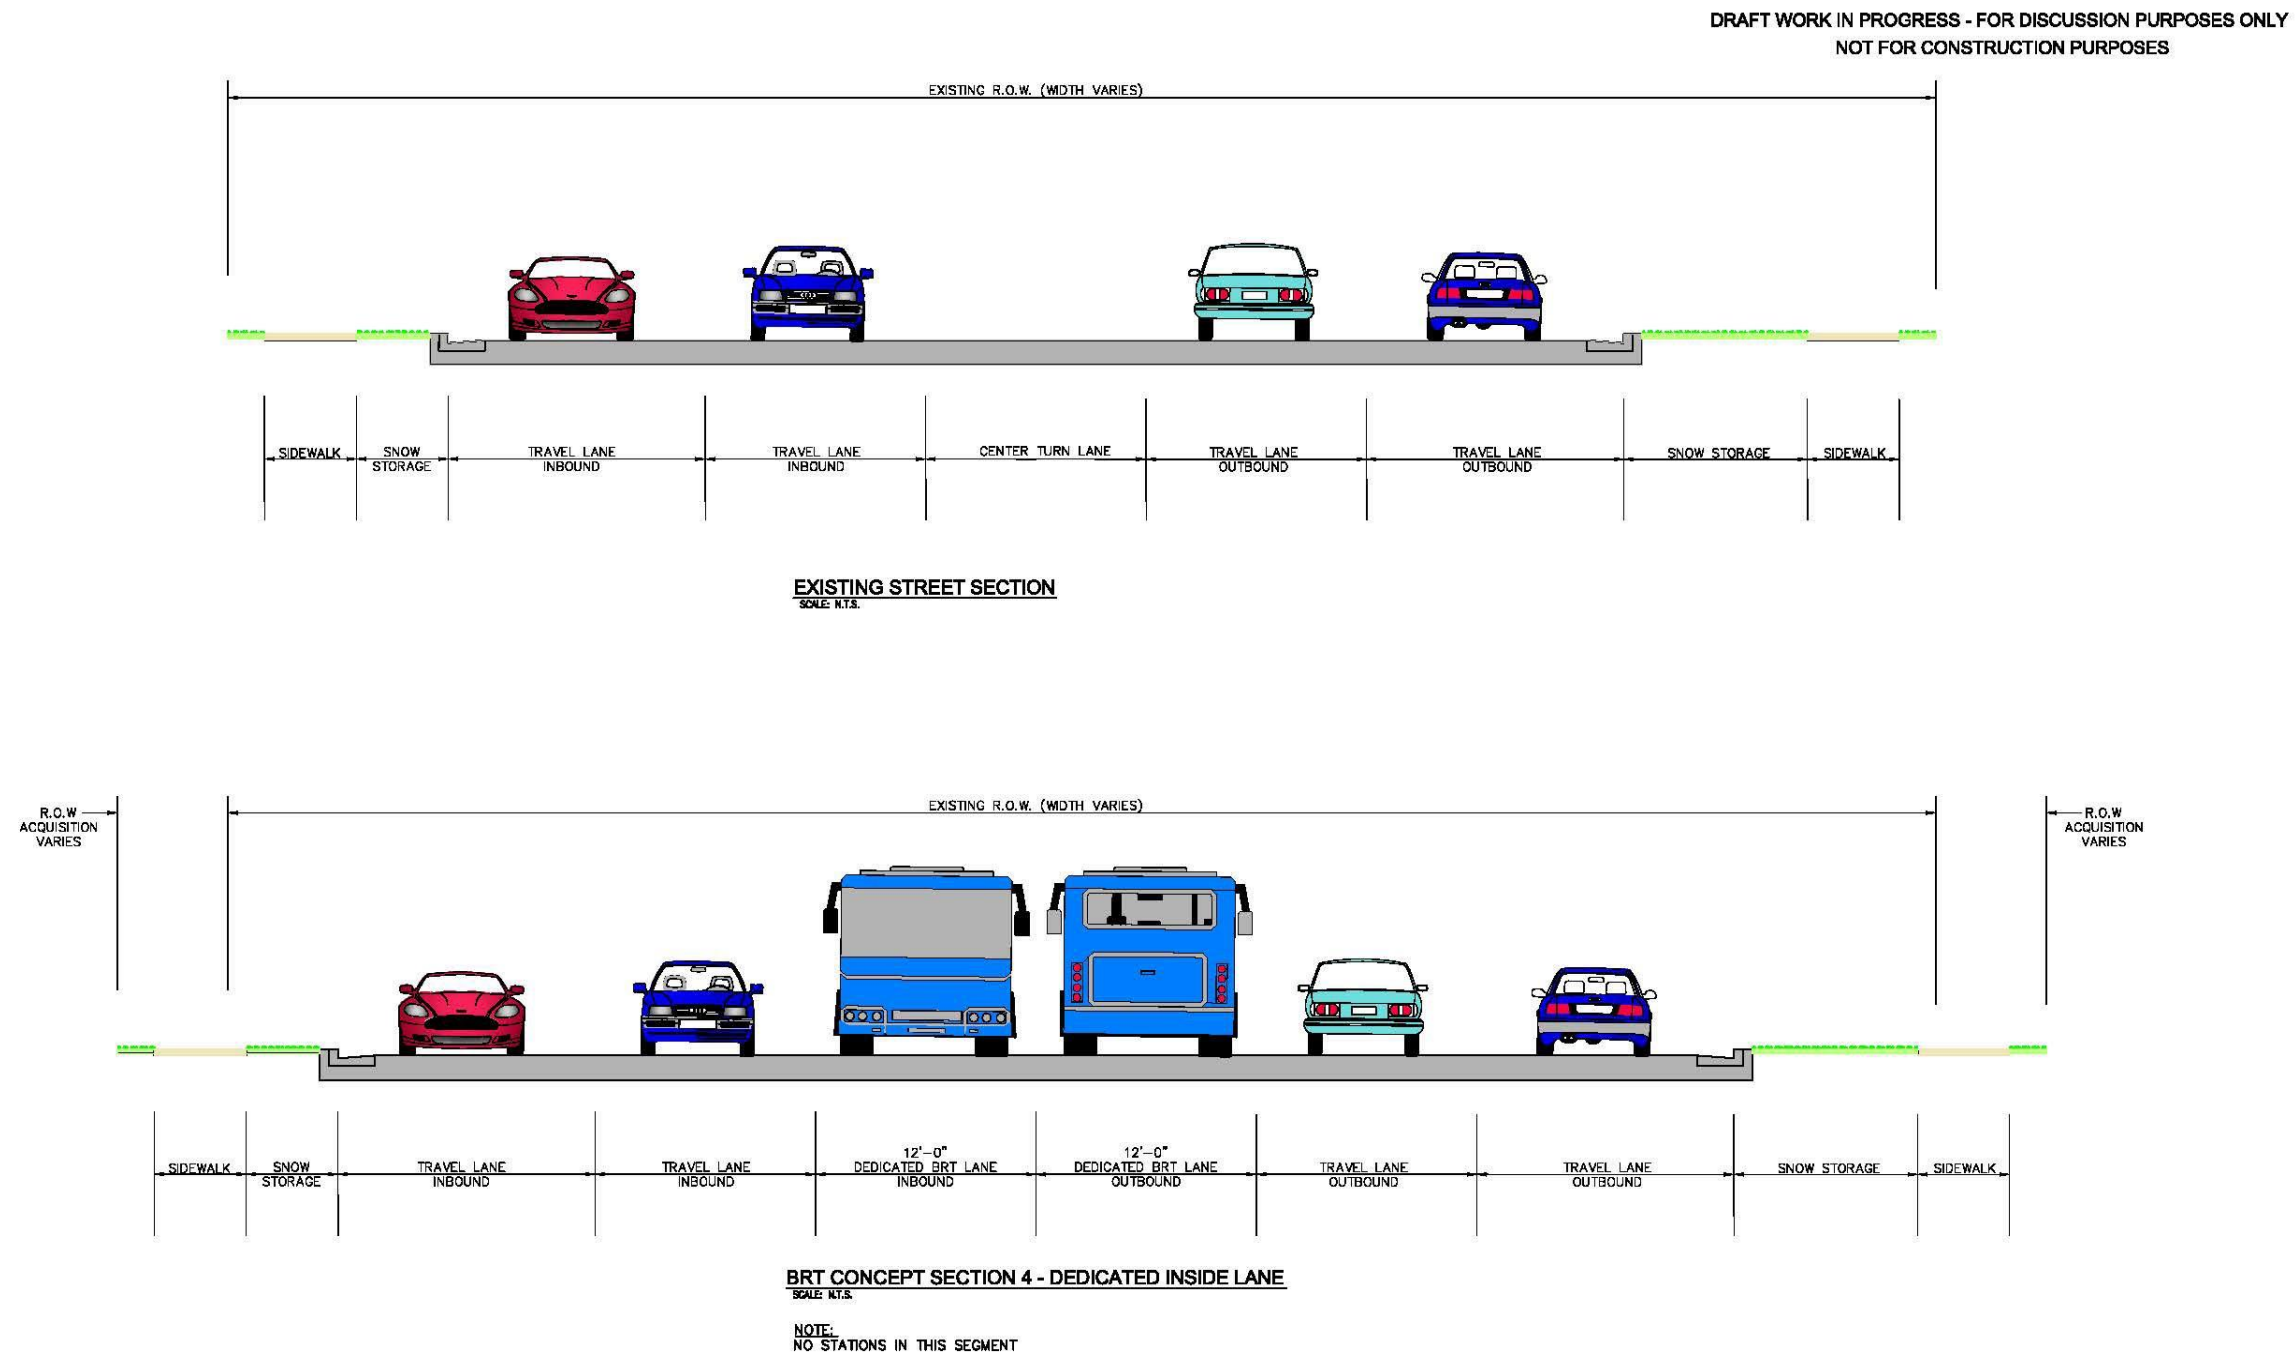 DRAFT WORK IN PROGRESS - FOR DISCUSSION PURPOSES ONLY
NOT FOR CONSTRUCTION PURPOSES
EXISTING R.O.W. (WIDTH VARIES)
SIDEWALK
SNOW
STORAGE
TRAVEL LANE
INBOUND
TRAVEL LANE
INBOUND
CENTER TURN LANE
TRAVEL LANE
OUTBOUND
TRAVEL LANE
OUTBOUND
SNOW STORAGE
SIDEWALK
EXISTING STREET SECTION
SCALE: N.T.S.
R.O.W
ACQUISITION
VARIES
EXISTING R.O.W. (WIDTH VARIES)
R.O.W
ACQUISITION
VARIES
SIDEWALK
SNOW
STORAGE
TRAVEL LANE
INBOUND
TRAVEL LANE
INBOUND
12'-0"
DEDICATED BRT LANE
INBOUND
12'-0"
DEDICATED BRT LANE
OUTBOUND
TRAVEL LANE
OUTBOUND
TRAVEL LANE
OUTBOUND
SNOW STORAGE
SIDEWALK
BRT CONCEPT SECTION 4 - DEDICATED INSIDE LANE
SCALE: N.T.S.
NOTE:
NO STATIONS IN THIS SEGMENT